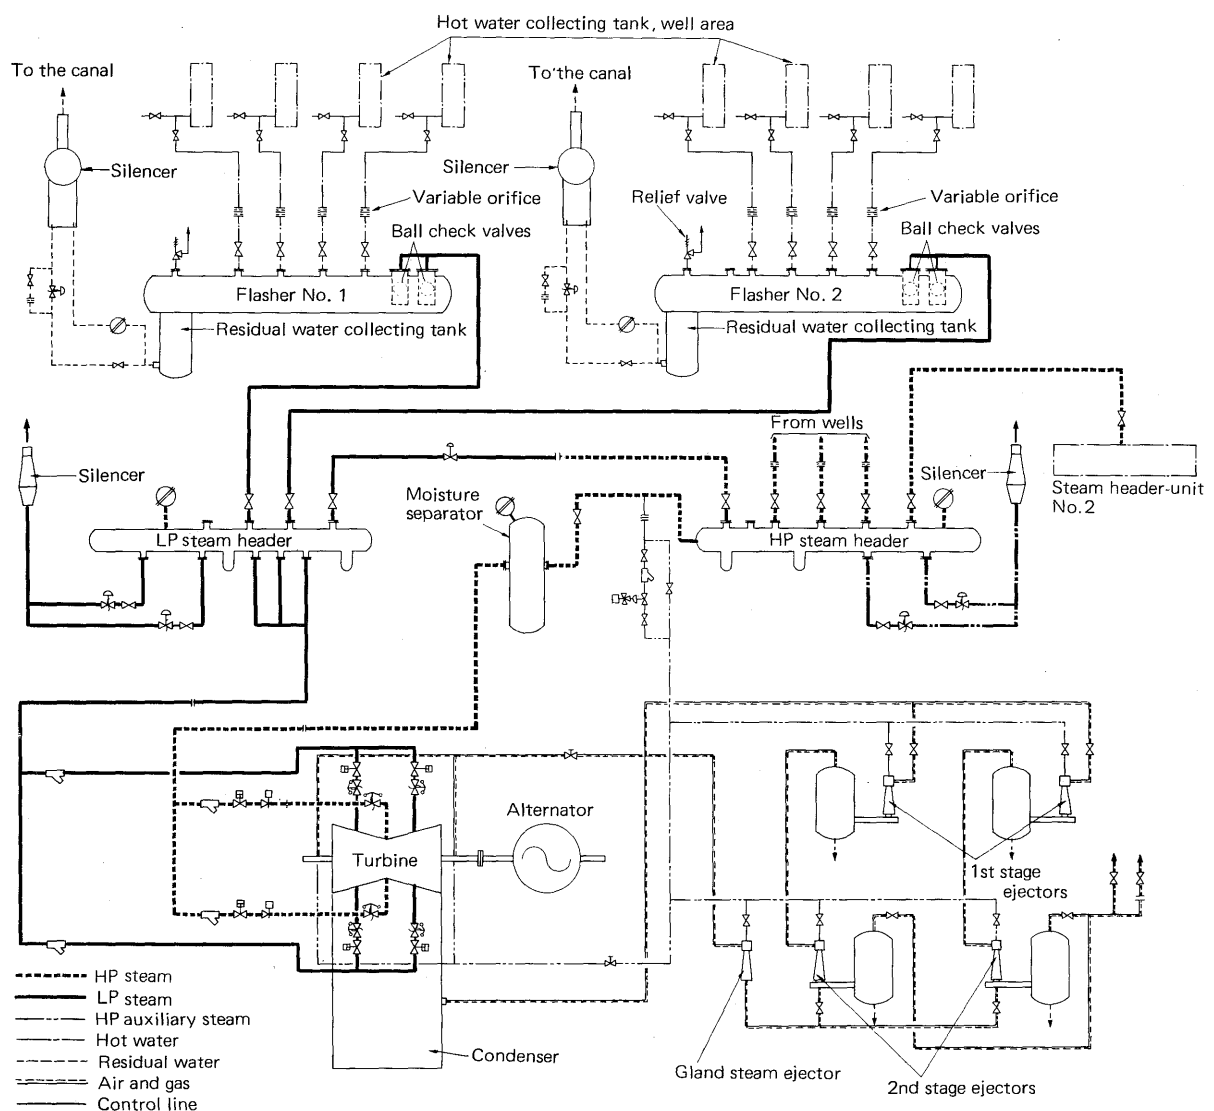 Hot water collecting tank, well area
To the canal
To the canal
Silencer
Silencer
Variable orifice
Relief valve
Variable orifice
Ball check valves
Ball check valves
Flasher No. 1
Flasher No. 2
Residual water collecting tank
Residual water collecting tank
From wells
Silencer
Moisture
separator
Silencer
Steam header-unit
No. 2
LP steam header
HP steam header
Alternator
Turbine
1st stage
ejectors
HP steam
LP steam
HP auxiliary steam
Hot water
Residual water
Air and gas
Control line
Condenser
Gland steam ejector
2nd stage ejectors